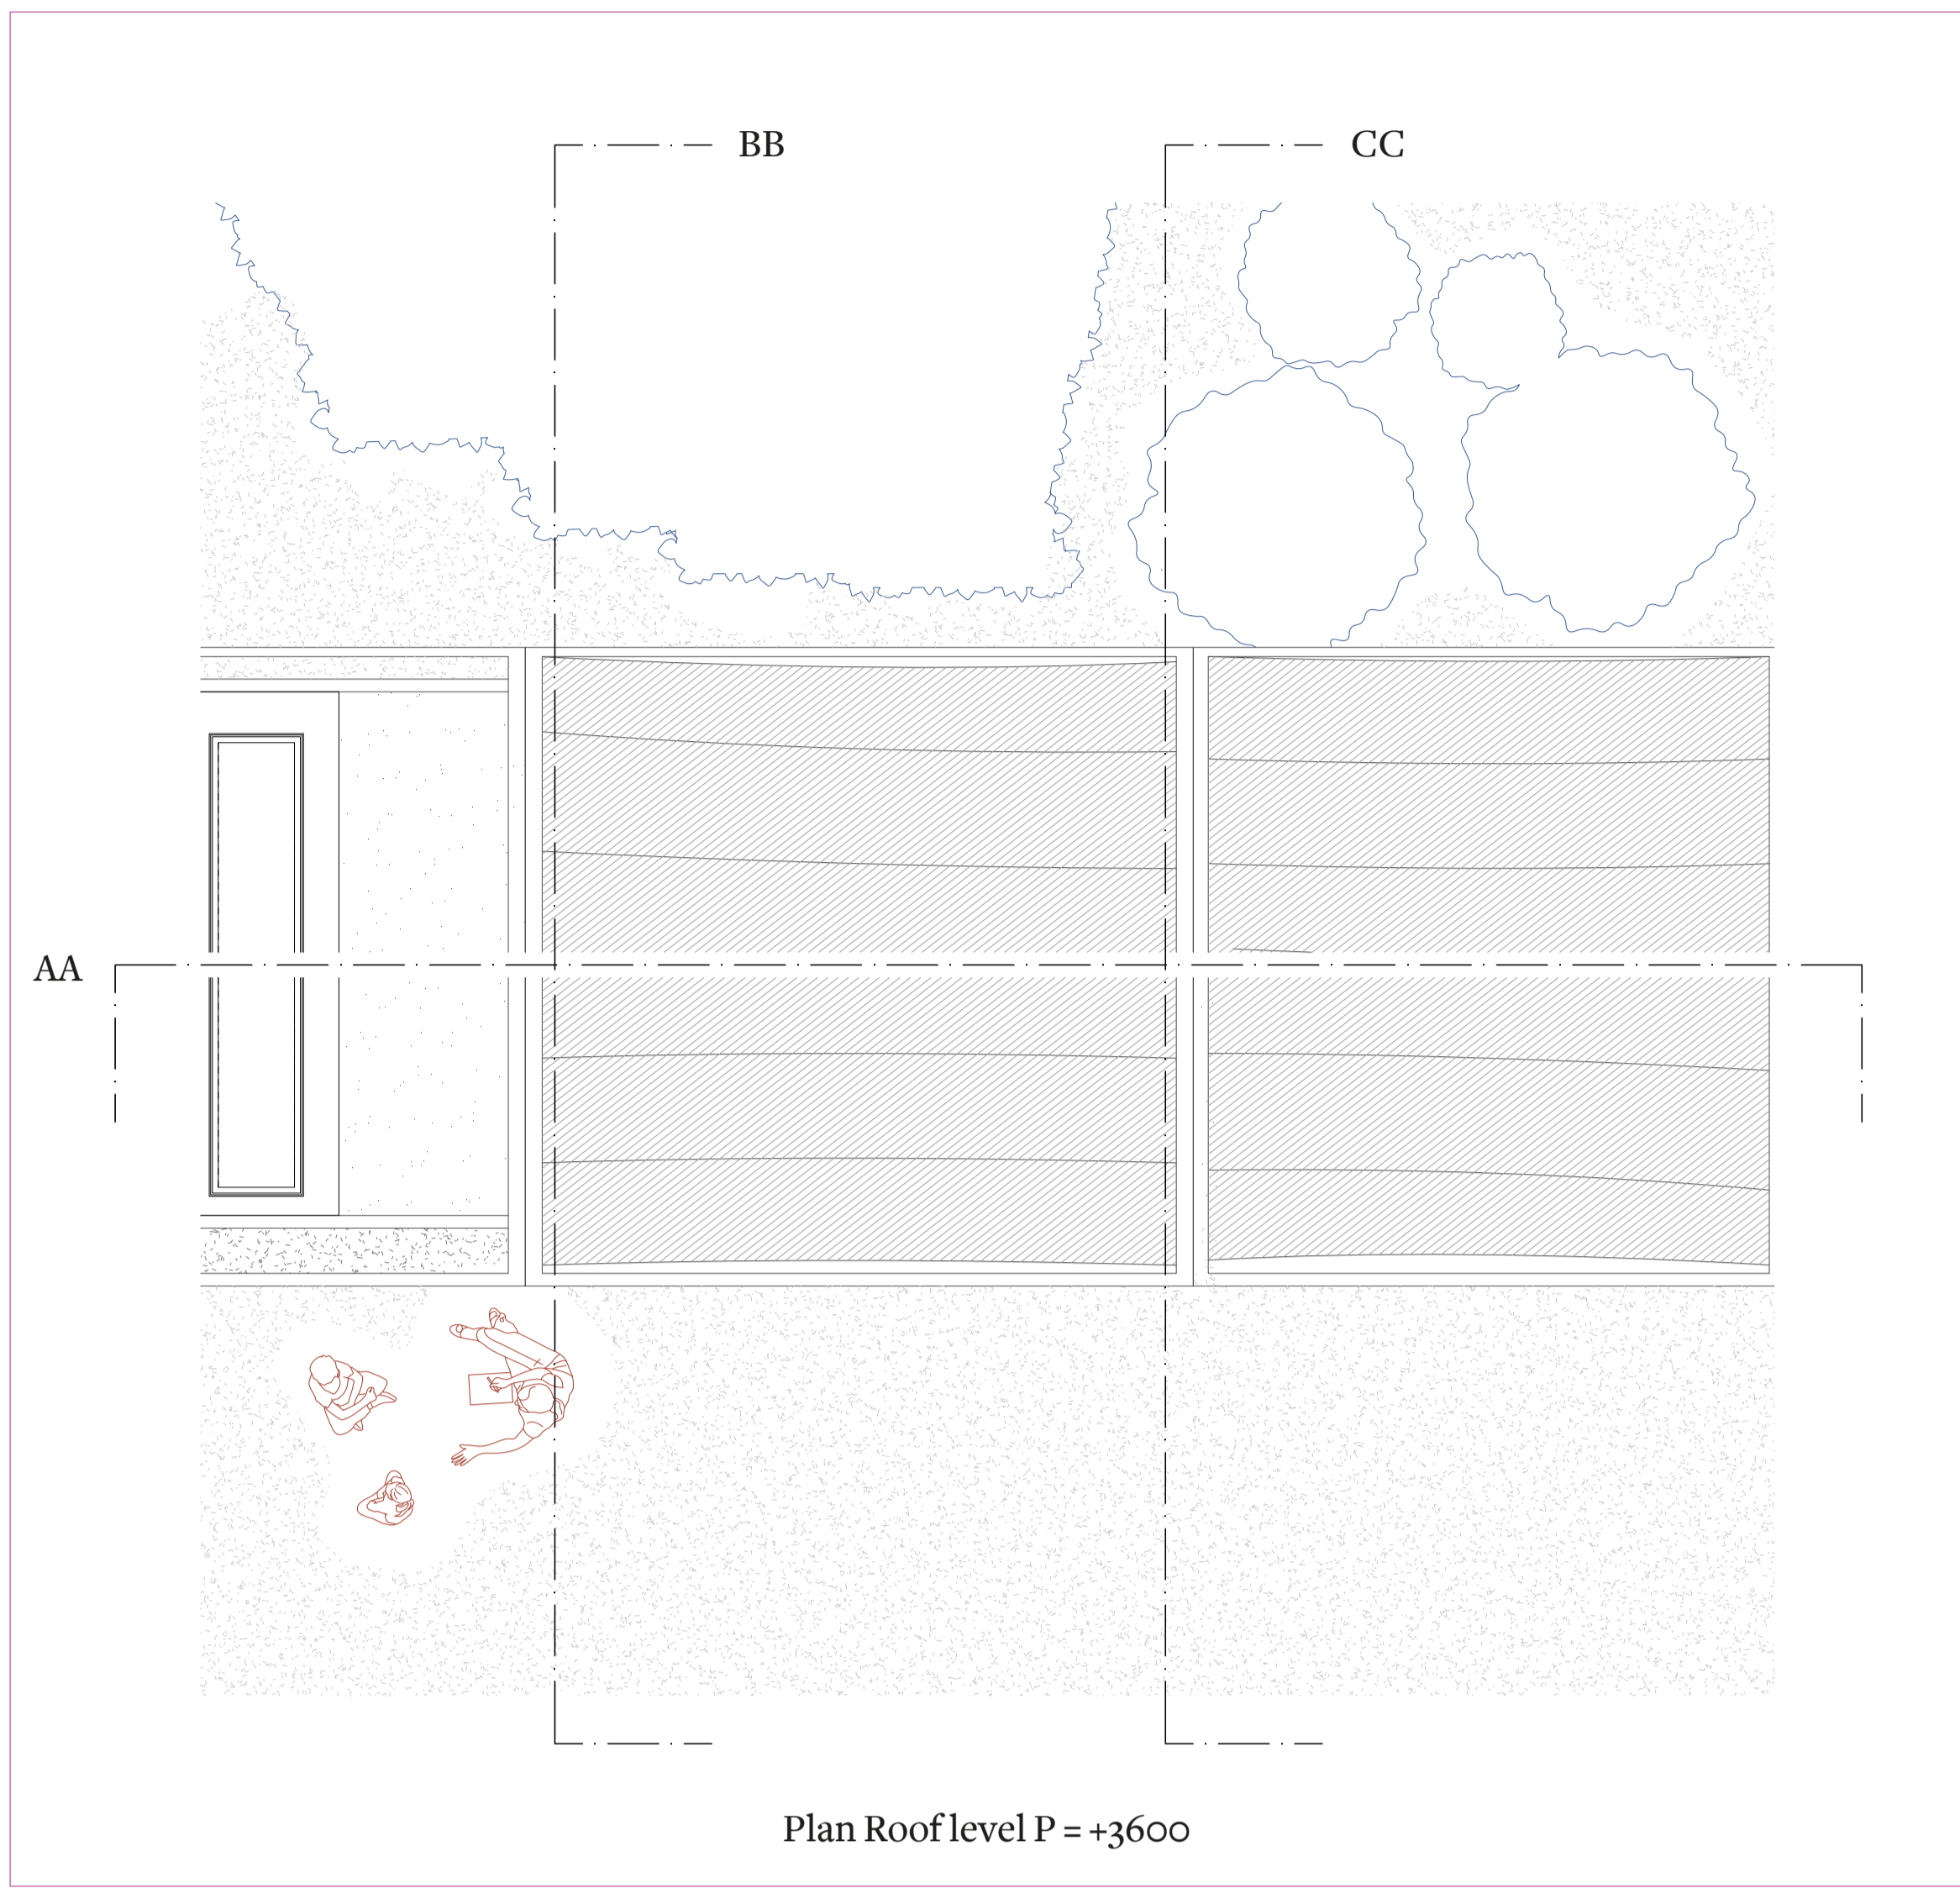 BB
CC
AA
Plan Roof level P = +3600